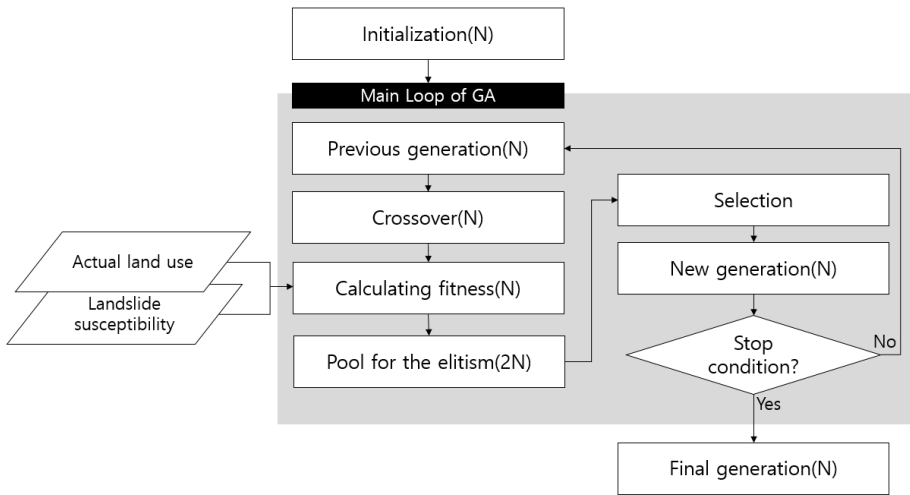 Initialization(N)
Main Loop of GA
Previous generation(N)
Crossover(N)
Actual land use
Landslide
susceptibility
Calculating fitness(N)
Pool for the elitism(2N)
Selection
New generation(N)
Stop
condition?
No
Yes
Final generation(N)